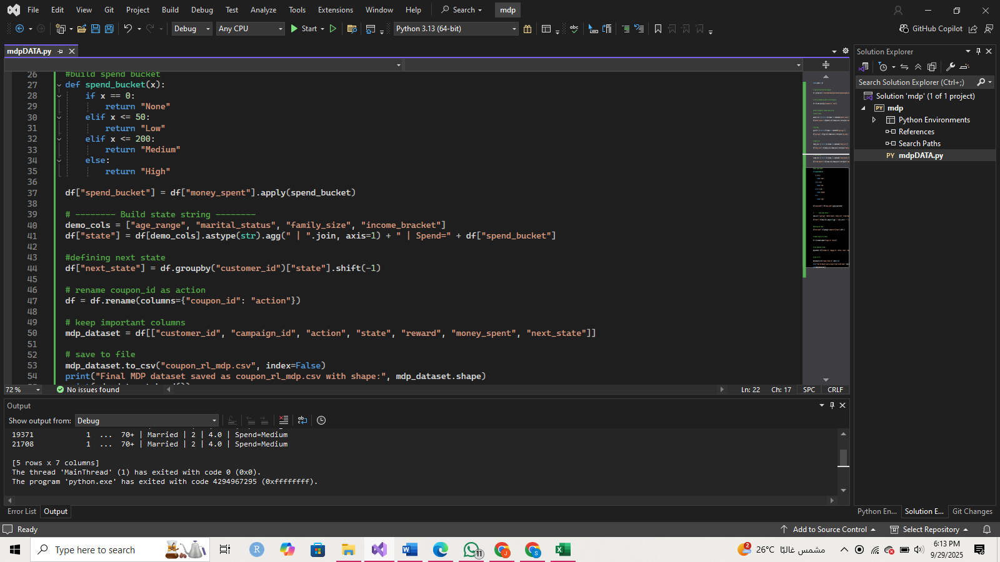 File Edit View Git Project Build Debug Test Analyze Tools Extensions Window Help Search mdp
Debug Any CPU Start Python 3.13 (64-bit) GitHub Copilot
mdpDATA.py
26 #build spend bucket
27 def spend_bucket(x):
28 if x == 0:
29 return "None"
30 elif x <= 50:
31 return "Low"
32 elif x <= 200:
33 return "Medium"
34 else:
35 return "High"
36
37 df["spend_bucket"] = df["money_spent"].apply(spend_bucket)
38
39 # -------- Build state string --------
40 demo_cols = ["age_range", "marital_status", "family_size", "income_bracket"]
41 df["state"] = df[demo_cols].astype(str).agg(" | ".join, axis=1) + " | Spend=" + df["spend_bucket"]
42
43 #defining next state
44 df["next_state"] = df.groupby("customer_id")["state"].shift(-1)
45
46 # rename coupon_id as action
47 df = df.rename(columns={"coupon_id": "action"})
48
49 # keep important columns
50 mdp_dataset = df[["customer_id", "campaign_id", "action", "state", "reward", "money_spent", "next_state"]]
51
52 # save to file
53 mdp_dataset.to_csv("coupon_rl_mdp.csv", index=False)
54 print("Final MDP dataset saved as coupon_rl_mdp.csv with shape:", mdp_dataset.shape)
72 % No issues found Ln: 22 Ch: 17 SPC CRLF
Output
Show output from: Debug
19371 1 ... 70+ | Married | 2 | 4.0 | Spend=Medium
21708 1 ... 70+ | Married | 2 | 4.0 | Spend=Medium
[5 rows x 7 columns]
The thread 'MainThread' (1) has exited with code 0 (0x0).
The program 'python.exe' has exited with code 4294967295 (0xffffffff).
Error List Output
Solution Explorer
Search Solution Explorer (Ctrl+;)
Solution 'mdp' (1 of 1 project)
PY mdp
Python Environments
References
Search Paths
PY mdpDATA.py
Python En... Solution E... Git Changes
Ready Add to Source Control Select Repository
Type here to search
R W 11 J S X 2
26°C مشمس غالبًا
6:13 PM
9/29/2025